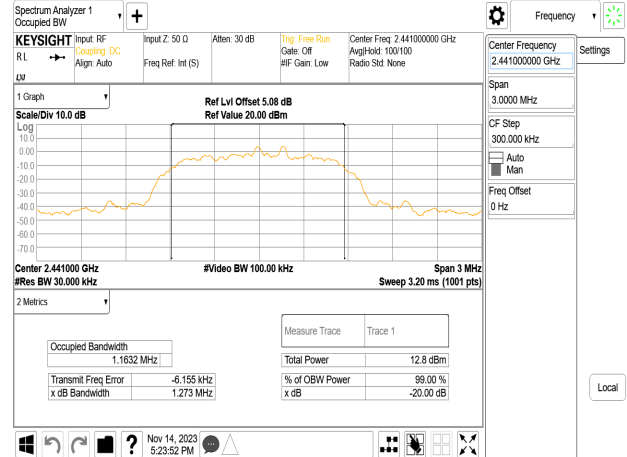 Spectrum Analyzer 1
Occupied BW
▼
+
Frequency ▼
KEYSIGHT
RL
LXI
Input: RF
Coupling: DC
Align: Auto
Input Z: 50 Ω
Freq Ref: Int (S)
Atten: 30 dB
Trig: Free Run
Gate: Off
#IF Gain: Low
Center Freq: 2.441000000 GHz
Avg|Hold: 100/100
Radio Std: None
Center Frequency
2.441000000 GHz
Settings
Span
3.0000 MHz
CF Step
300.000 kHz
Auto
Man
Freq Offset
0 Hz
Local
1 Graph ▼
Scale/Div 10.0 dB
Ref Lvl Offset 5.08 dB
Ref Value 20.00 dBm
Log
10.0
0.00
-10.0
-20.0
-30.0
-40.0
-50.0
-60.0
-70.0
Center 2.441000 GHz
#Res BW 30.000 kHz
#Video BW 100.00 kHz
Span 3 MHz
Sweep 3.20 ms (1001 pts)
2 Metrics ▼
Measure Trace Trace 1
Occupied Bandwidth
1.1632 MHz
Total Power 12.8 dBm
Transmit Freq Error -6.155 kHz
% of OBW Power 99.00 %
x dB Bandwidth 1.273 MHz
x dB -20.00 dB
?
Nov 14, 2023
5:23:52 PM